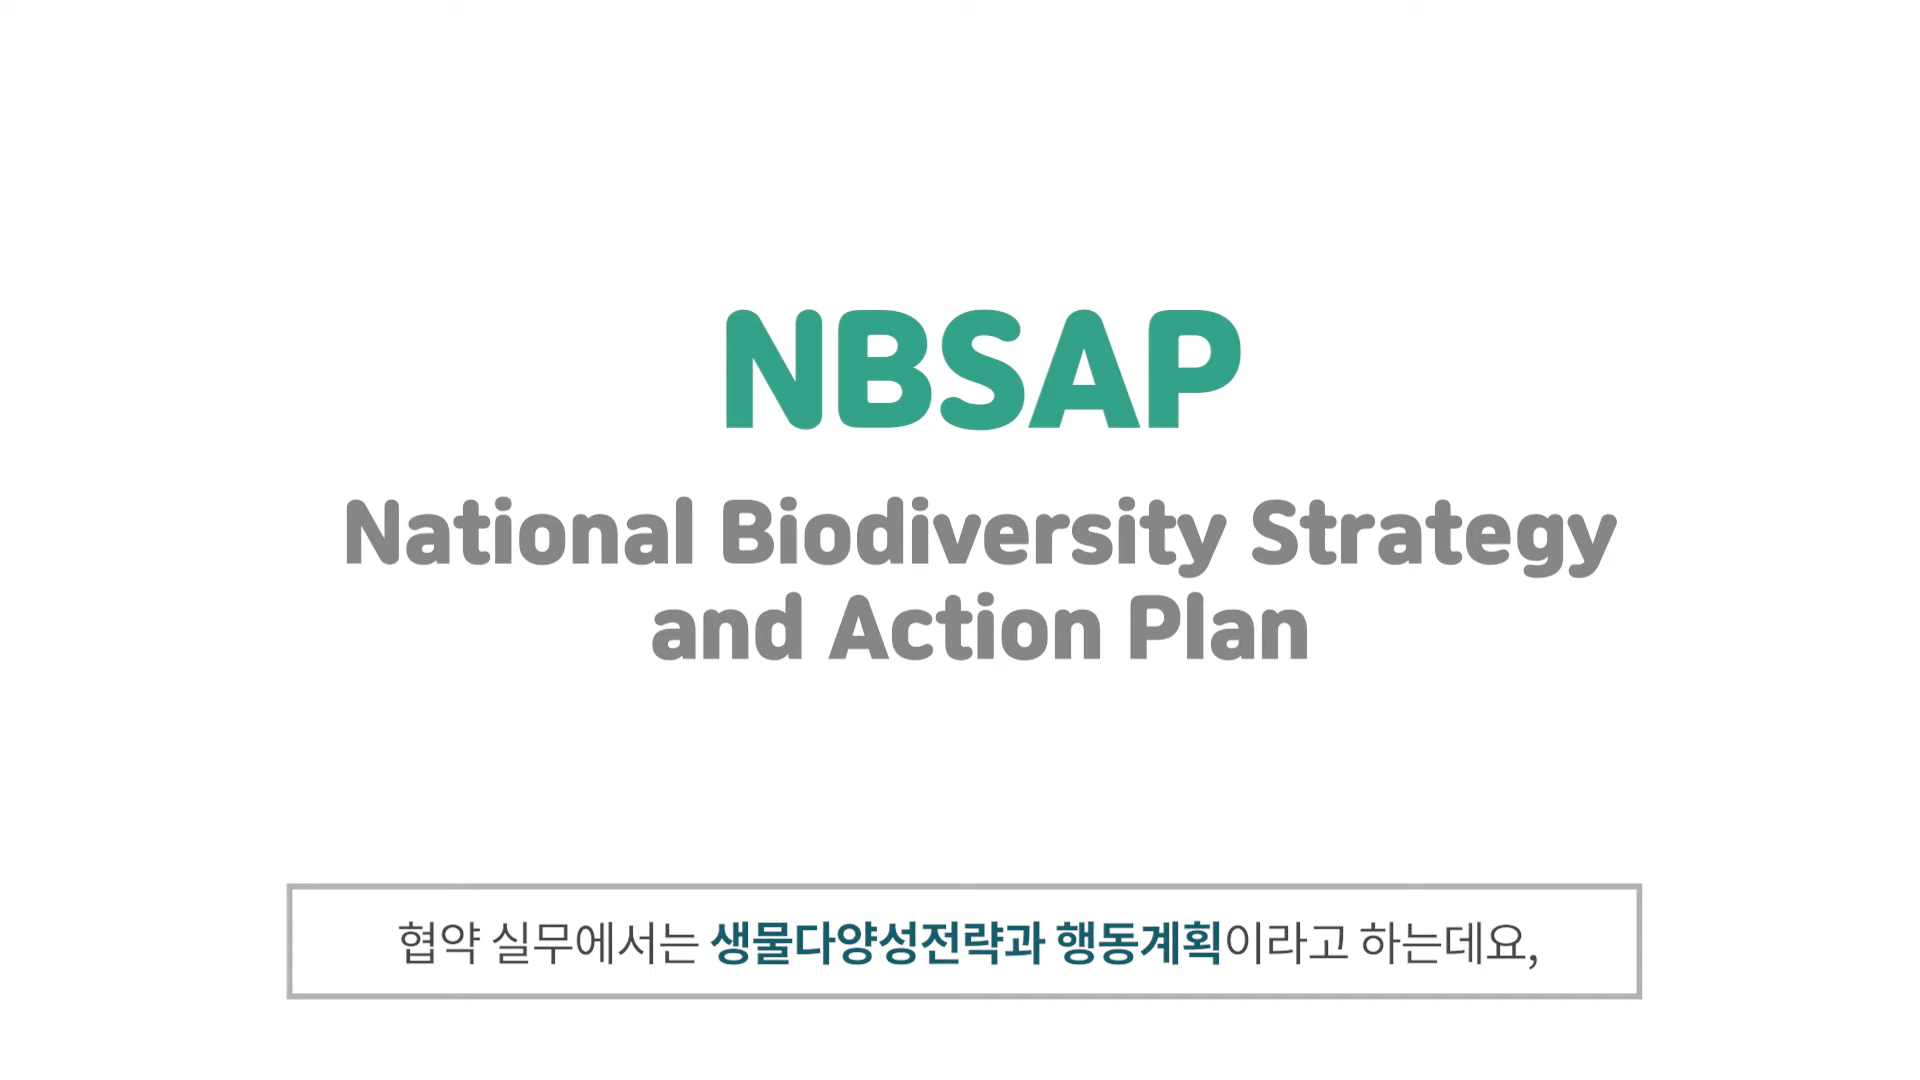 NBSAP
National Biodiversity Strategy
and Action Plan
협약 실무에서는 생물다양성전략과 행동계획이라고 하는데요,